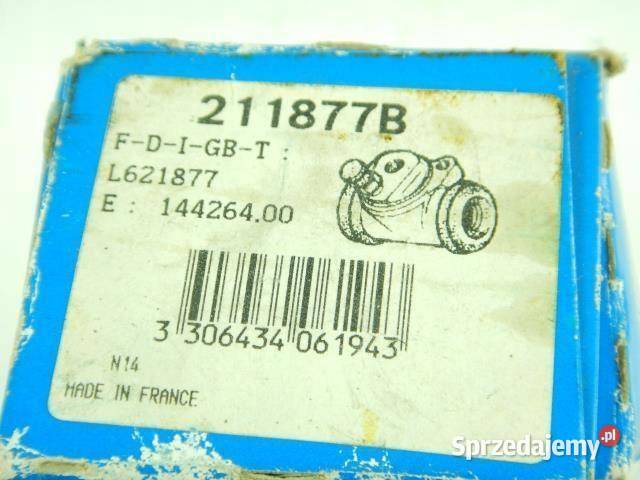 211877B
F-D-I-GB-T :
L621877
E : 144264.00
3 306434 061943
N14
MADE IN FRANCE
Sprzedajemy.pl